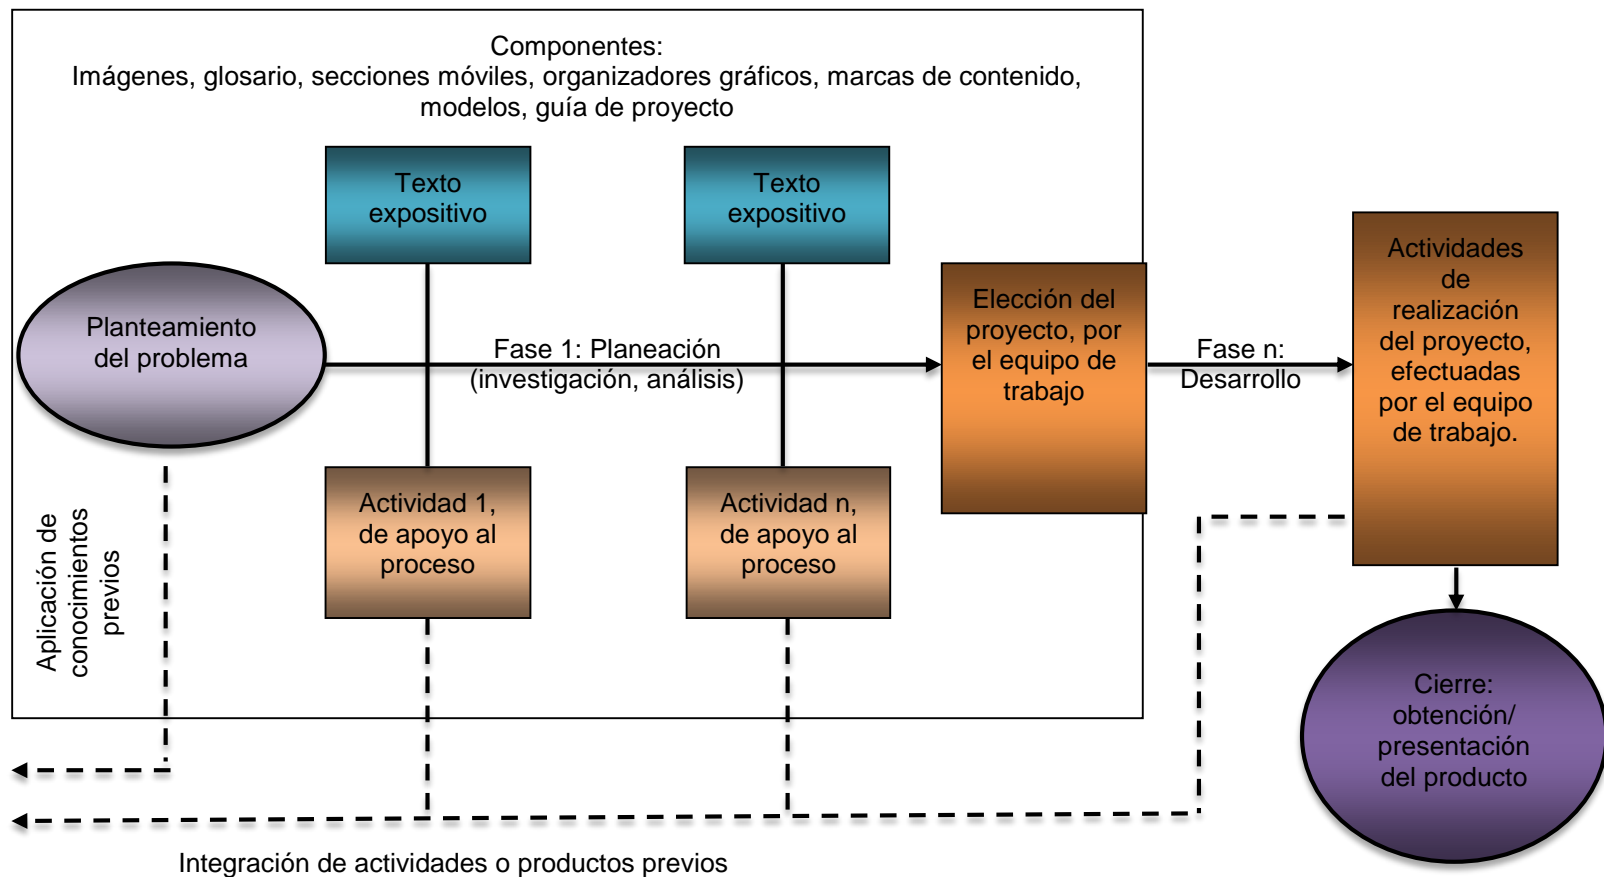 Componentes:
Imágenes, glosario, secciones móviles, organizadores gráficos, marcas de contenido,
modelos, guía de proyecto
Texto
expositivo
Texto
expositivo
Planteamiento
del problema
Fase 1: Planeación
(investigación, análisis)
Elección del
proyecto, por
el equipo de
trabajo
Fase n:
Desarrollo
Actividades
de
realización
del proyecto,
efectuadas
por el equipo
de trabajo.
Aplicación de
conocimientos
previos
Actividad 1,
de apoyo al
proceso
Actividad n,
de apoyo al
proceso
Cierre:
obtención/
presentación
del producto
Integración de actividades o productos previos